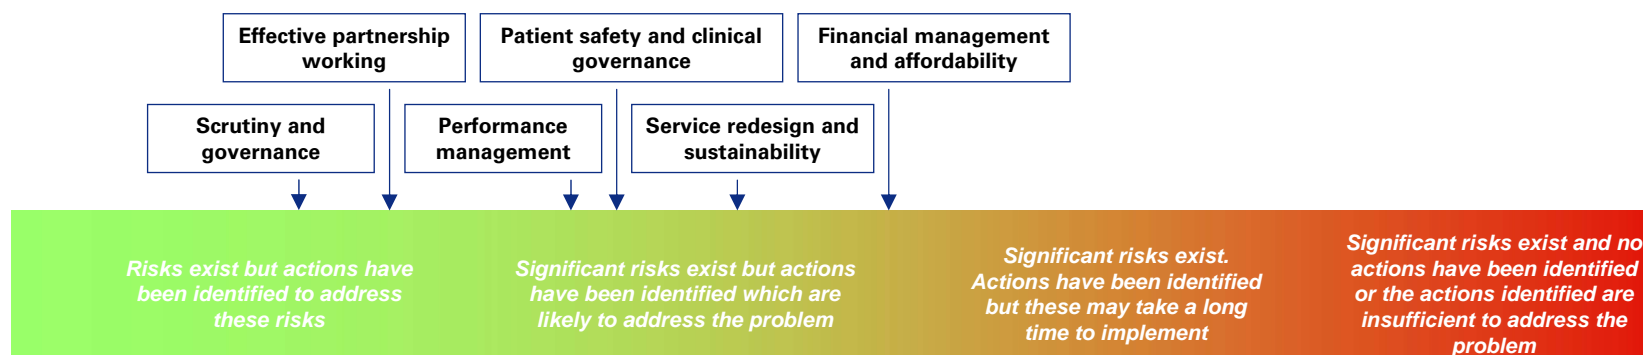 Effective partnership
working
Patient safety and clinical
governance
Financial management
and affordability
Scrutiny and
governance
Performance
management
Service redesign and
sustainability
Risks exist but actions have
been identified to address
these risks
Significant risks exist but actions
have been identified which are
likely to address the problem
Significant risks exist.
Actions have been identified
but these may take a long
time to implement
Significant risks exist and no
actions have been identified
or the actions identified are
insufficient to address the
problem